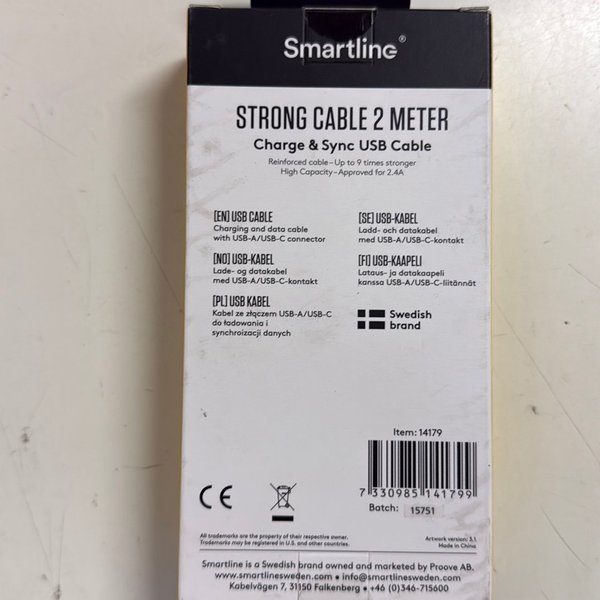 Smartline®
STRONG CABLE 2 METER
Charge & Sync USB Cable
Reinforced cable – Up to 9 times stronger
High Capacity – Approved for 2.4A
[EN] USB CABLE
Charging and data cable
with USB-A/USB-C connector
[SE] USB-KABEL
Ladd- och datakabel
med USB-A/USB-C-kontakt
[NO] USB-KABEL
Lade- og datakabel
med USB-A/USB-C-kontakt
[FI] USB-KAAPELI
Lataus- ja datakaapeli
kanssa USB-A/USB-C-liitännät
[PL] USB KABEL
Kabel ze złączem USB-A/USB-C
do ładowania i
synchroizacji danych
Swedish
brand
Item: 14179
7 330985 141799
Batch: 15751
CE
All trademarks are the property of their respective owner.
Trademarks may be registered in U.S. and other countries.
Artwork version: 3.1
Made in China
Smartline is a Swedish brand owned and marketed by Proove AB.
www.smartlinesweden.com • info@smartlinesweden.com
Kabelvägen 7, 31150 Falkenberg • +46 (0)346-715600